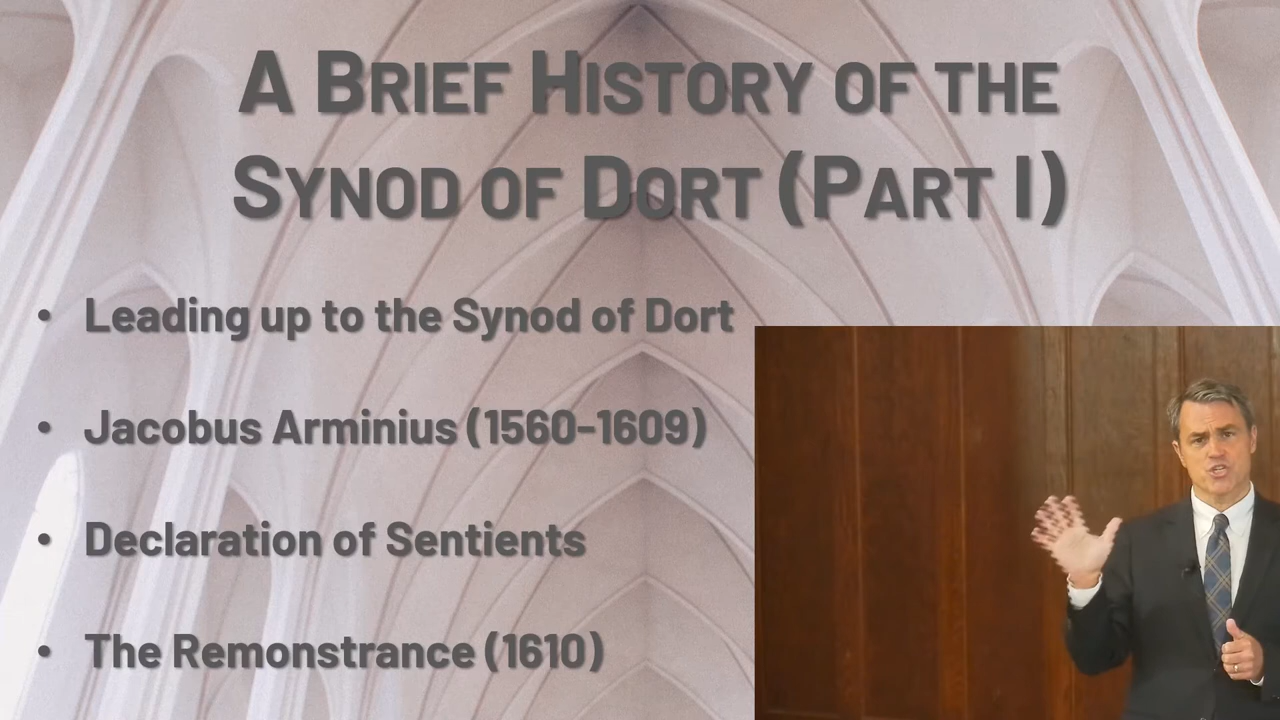 A Brief History of the
Synod of Dort (Part I)
• Leading up to the Synod of Dort
• Jacobus Arminius (1560-1609)
• Declaration of Sentients
• The Remonstrance (1610)